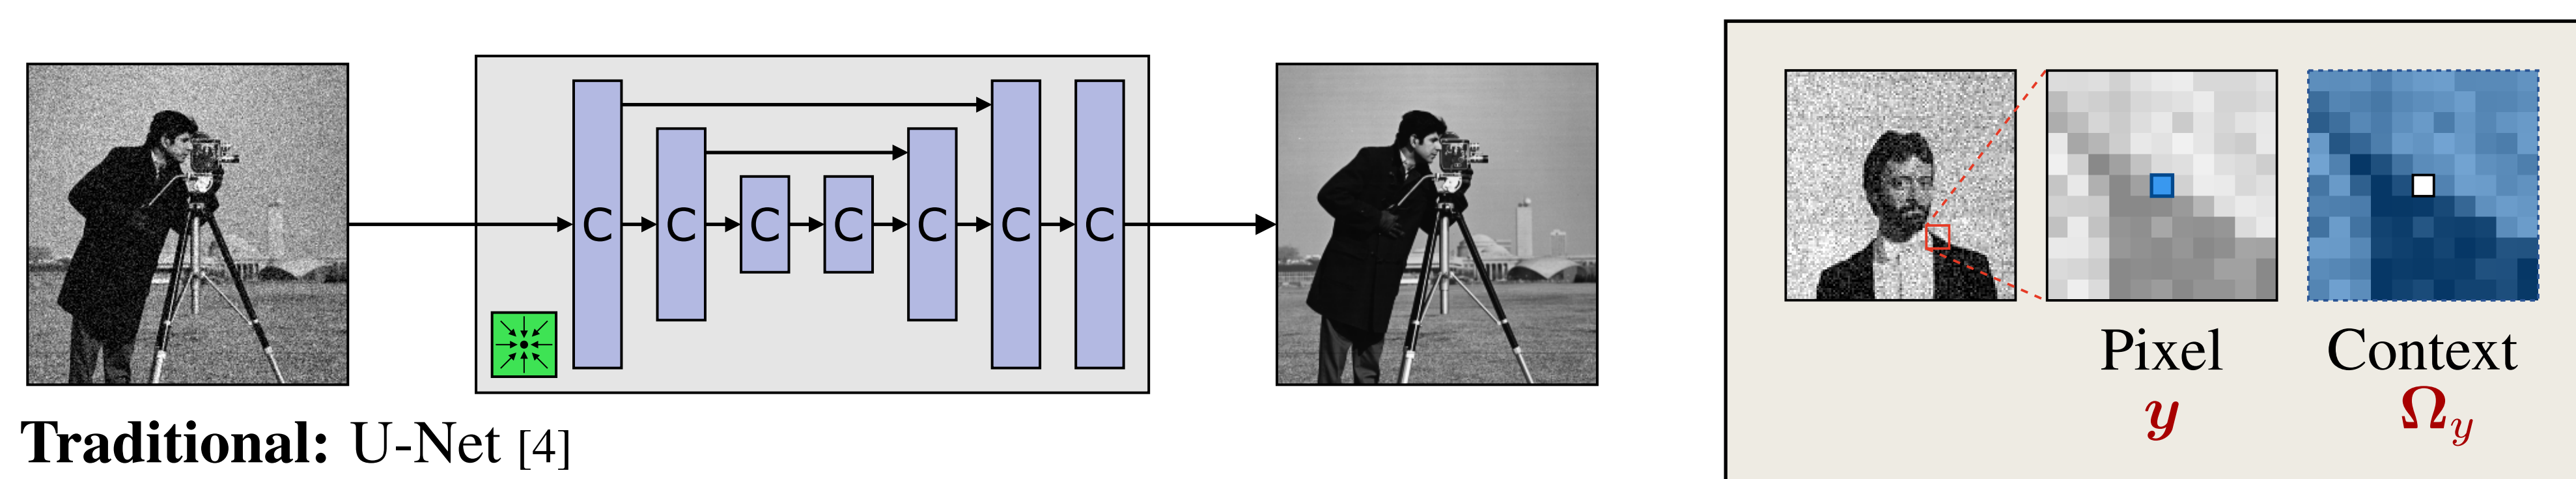 C C C C C C C
Traditional: U-Net [4]
Pixel
y
Context
Ω_y